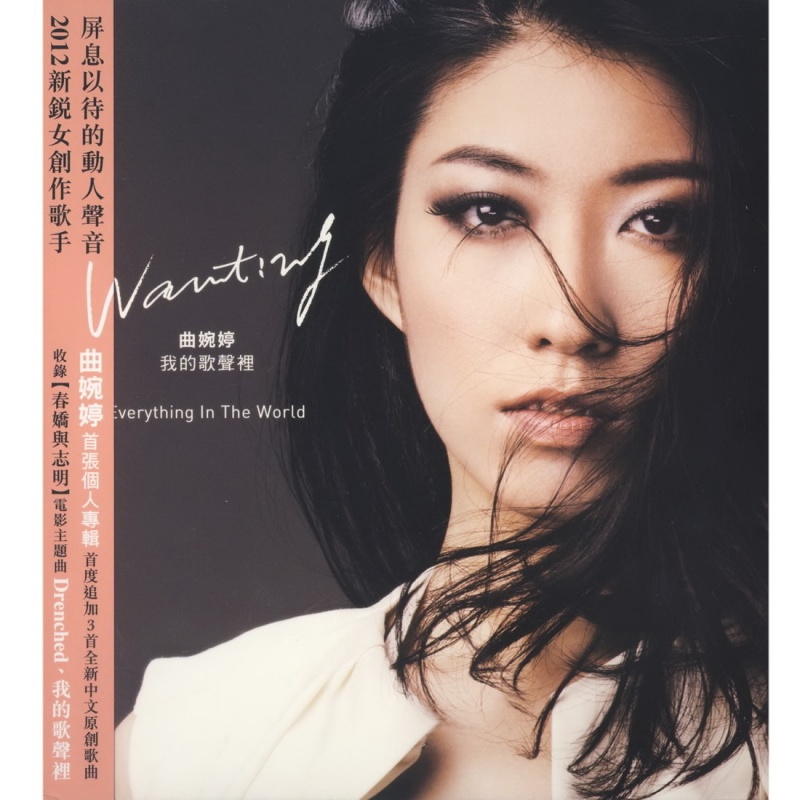 屏息以待的動人聲音
2012新銳女創作歌手
曲婉婷 首張個人專輯 首度追加3首全新中文原創歌曲
收錄【春嬌與志明】電影主題曲 Drenched、我的歌聲裡
Wanting
曲婉婷
我的歌聲裡
Everything In The World